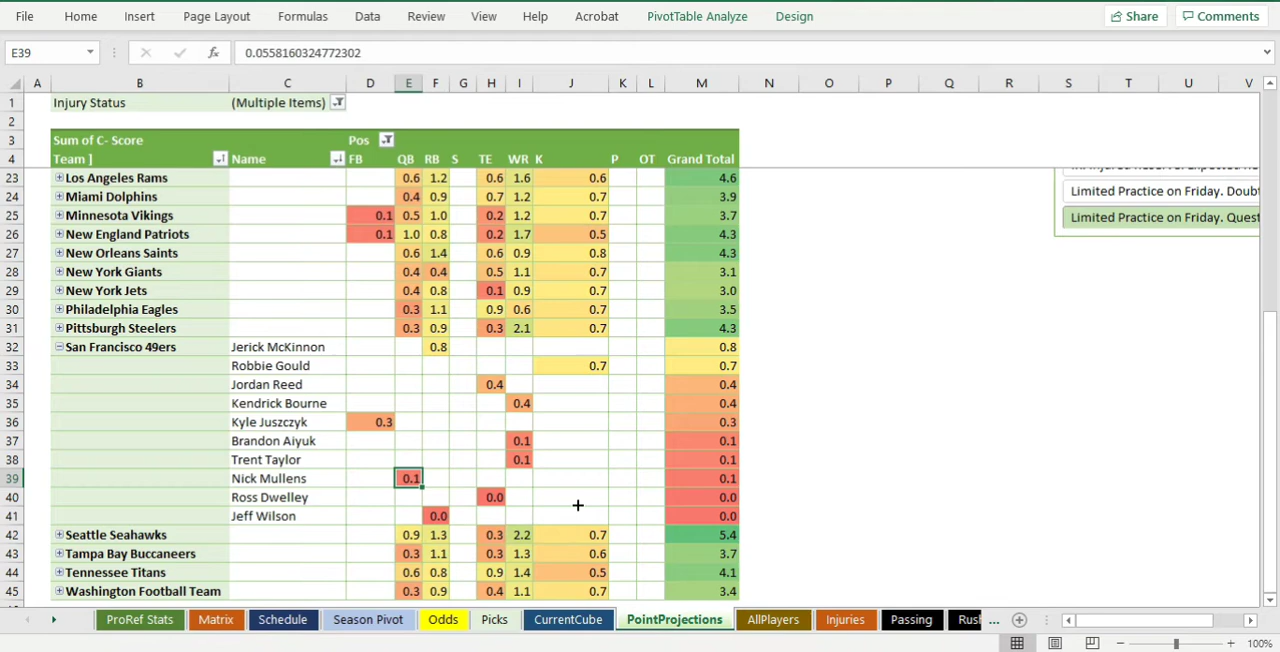 File Home Insert Page Layout Formulas Data Review View Help Acrobat PivotTable Analyze Design Share Comments
E39 fx 0.0558160324772302
A B C D E F G H I J K L M N O P Q R S T U V
1 Injury Status (Multiple Items)
2
3 Sum of C- Score Pos
4 Team ] Name FB QB RB S TE WR K P OT Grand Total
23 Los Angeles Rams 0.6 1.2 0.6 1.6 0.6 4.6
24 Miami Dolphins 0.4 0.9 0.7 1.2 0.7 3.9 Limited Practice on Friday. Doubt
25 Minnesota Vikings 0.1 0.5 1.0 0.2 1.2 0.7 3.7 Limited Practice on Friday. Quest
26 New England Patriots 0.1 1.0 0.8 0.2 1.7 0.5 4.3
27 New Orleans Saints 0.6 1.4 0.6 0.9 0.8 4.3
28 New York Giants 0.4 0.4 0.5 1.1 0.7 3.1
29 New York Jets 0.4 0.8 0.1 0.9 0.7 3.0
30 Philadelphia Eagles 0.3 1.1 0.9 0.6 0.7 3.5
31 Pittsburgh Steelers 0.3 0.9 0.3 2.1 0.7 4.3
32 San Francisco 49ers Jerick McKinnon 0.8 0.8
33 Robbie Gould 0.7 0.7
34 Jordan Reed 0.4 0.4
35 Kendrick Bourne 0.4 0.4
36 Kyle Juszczyk 0.3 0.3
37 Brandon Aiyuk 0.1 0.1
38 Trent Taylor 0.1 0.1
39 Nick Mullens 0.1 0.1
40 Ross Dwelley 0.0 0.0
41 Jeff Wilson 0.0 0.0
42 Seattle Seahawks 0.9 1.3 0.3 2.2 0.7 5.4
43 Tampa Bay Buccaneers 0.3 1.1 0.3 1.3 0.6 3.7
44 Tennessee Titans 0.6 0.8 0.9 1.4 0.5 4.1
45 Washington Football Team 0.3 0.9 0.4 1.1 0.7 3.4
ProRef Stats Matrix Schedule Season Pivot Odds Picks CurrentCube PointProjections AllPlayers Injuries Passing Rush ...
100%